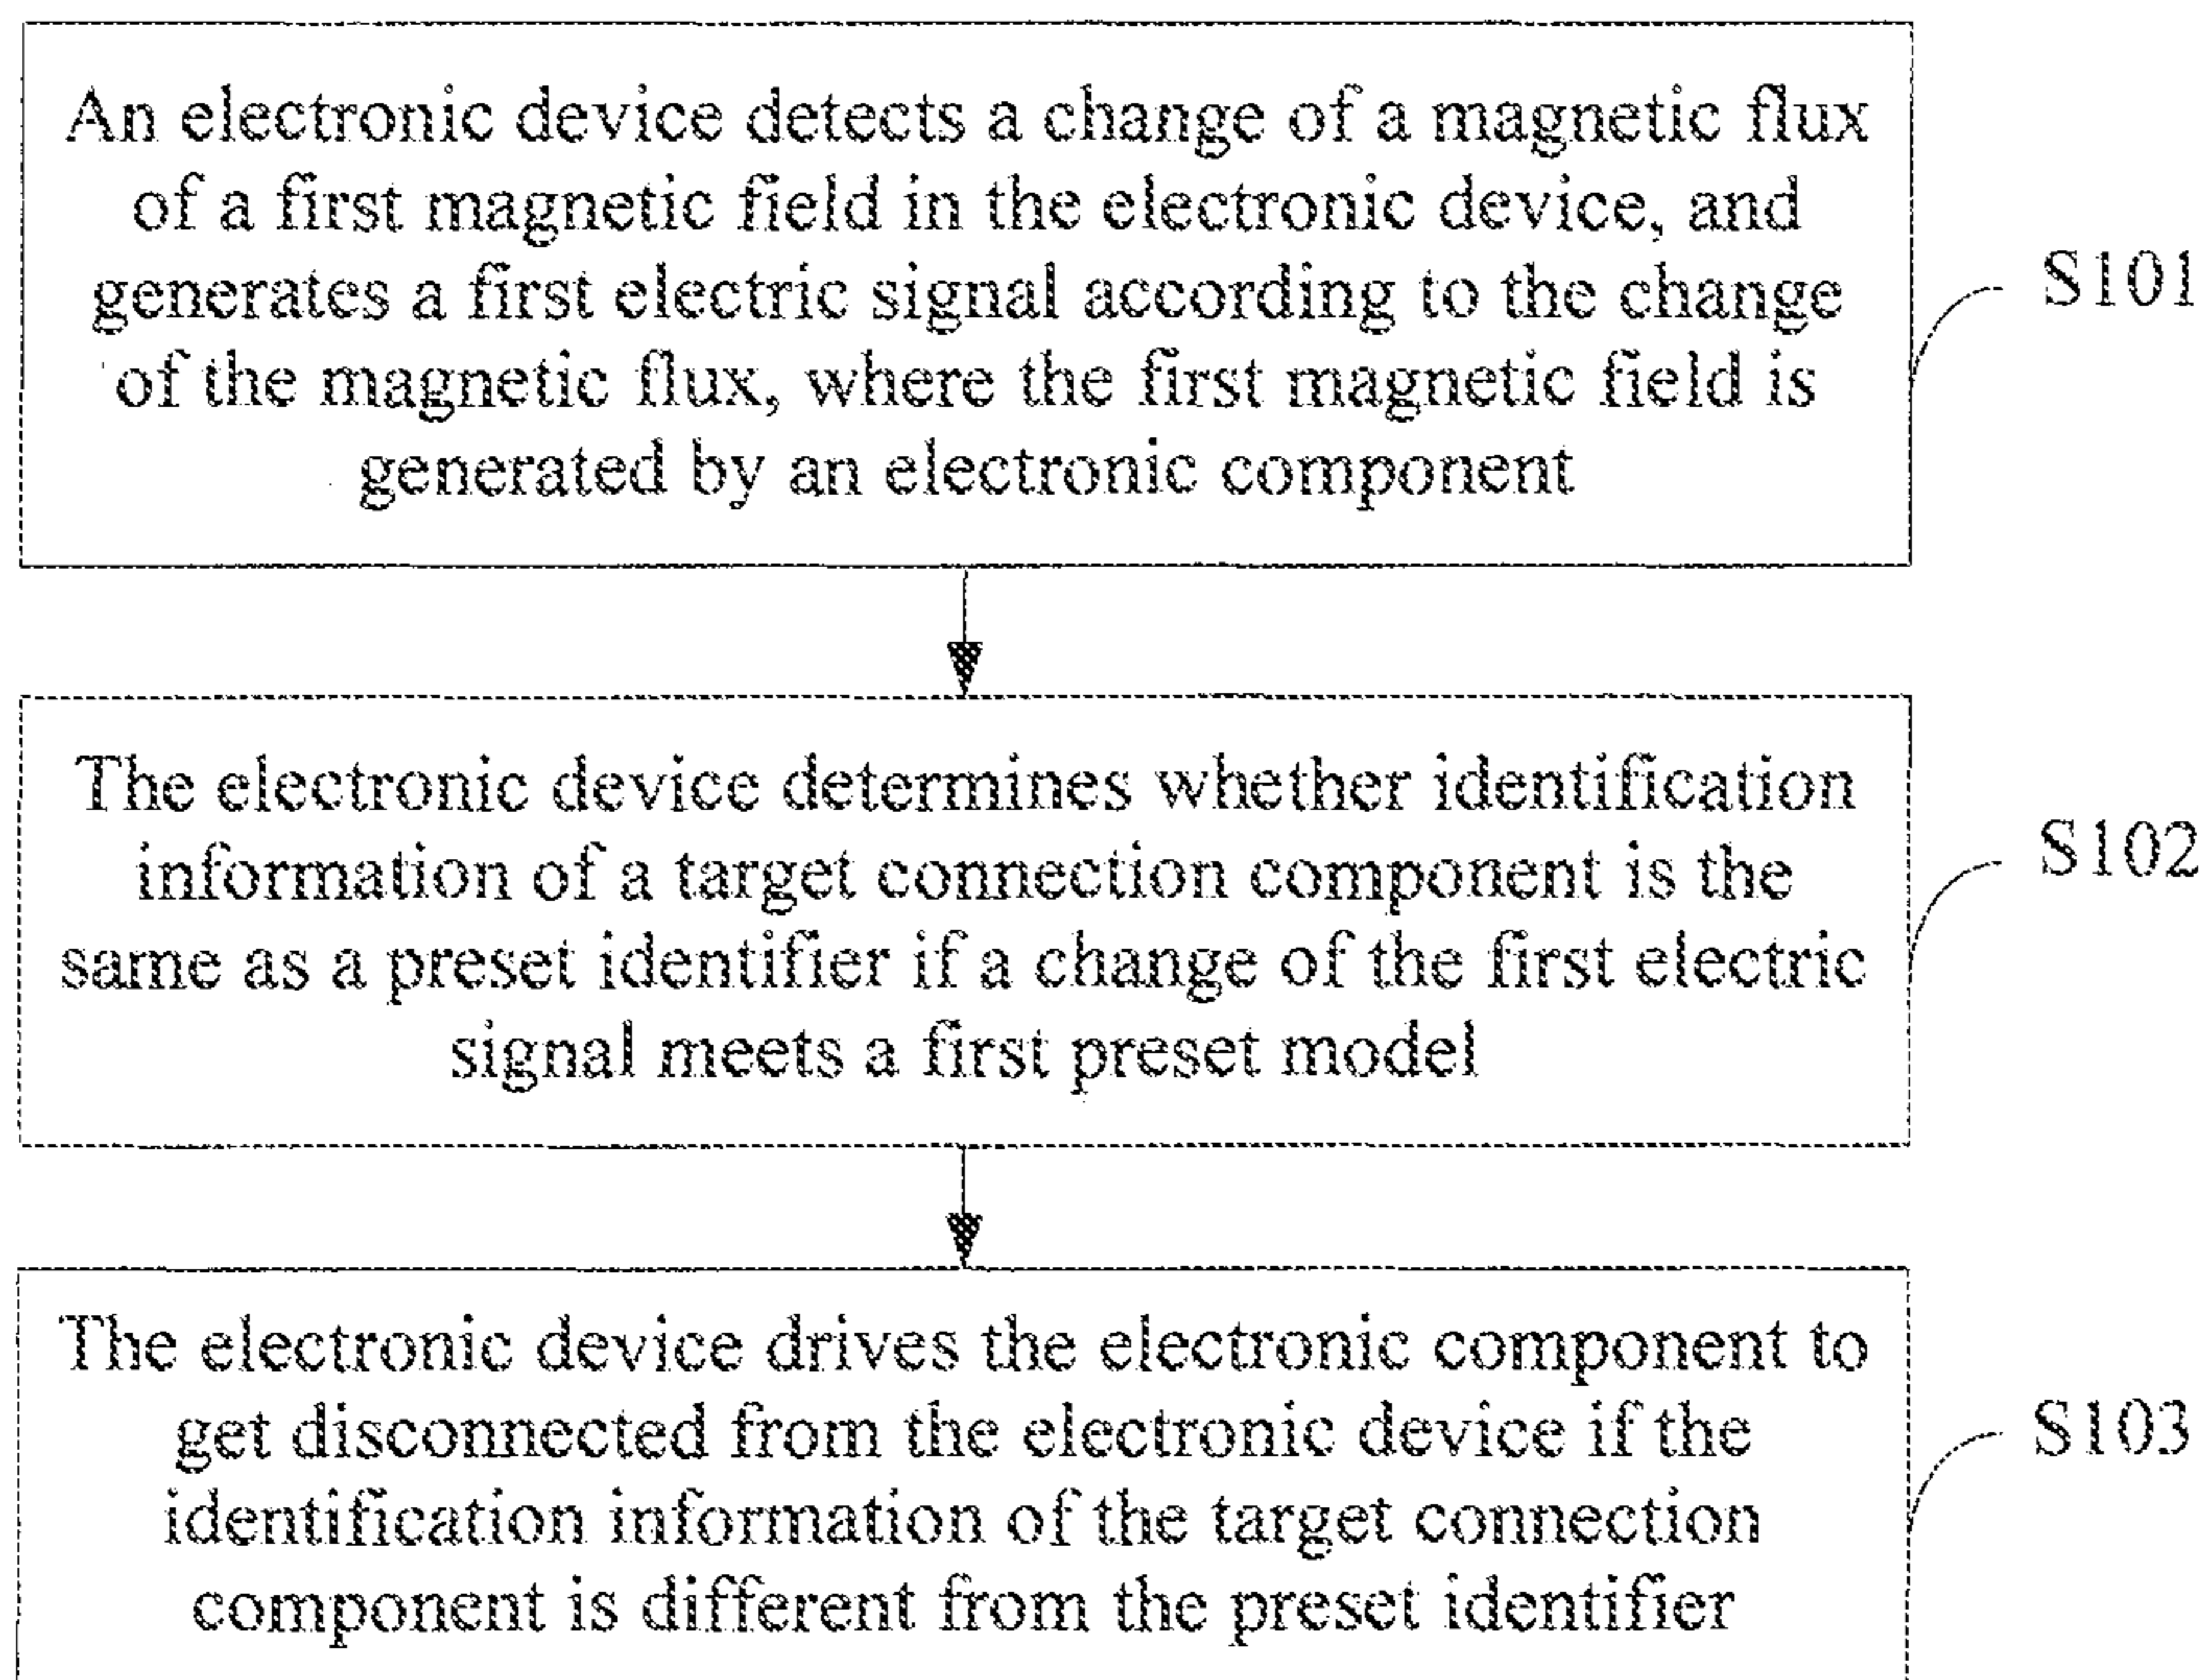 An electronic device detects a change of a magnetic flux
of a first magnetic field in the electronic device, and
generates a first electric signal according to the change
of the magnetic flux, where the first magnetic field is
generated by an electronic component
S101
The electronic device determines whether identification
information of a target connection component is the
same as a preset identifier if a change of the first electric
signal meets a first preset model
S102
The electronic device drives the electronic component to
get disconnected from the electronic device if the
identification information of the target connection
component is different from the preset identifier
S103